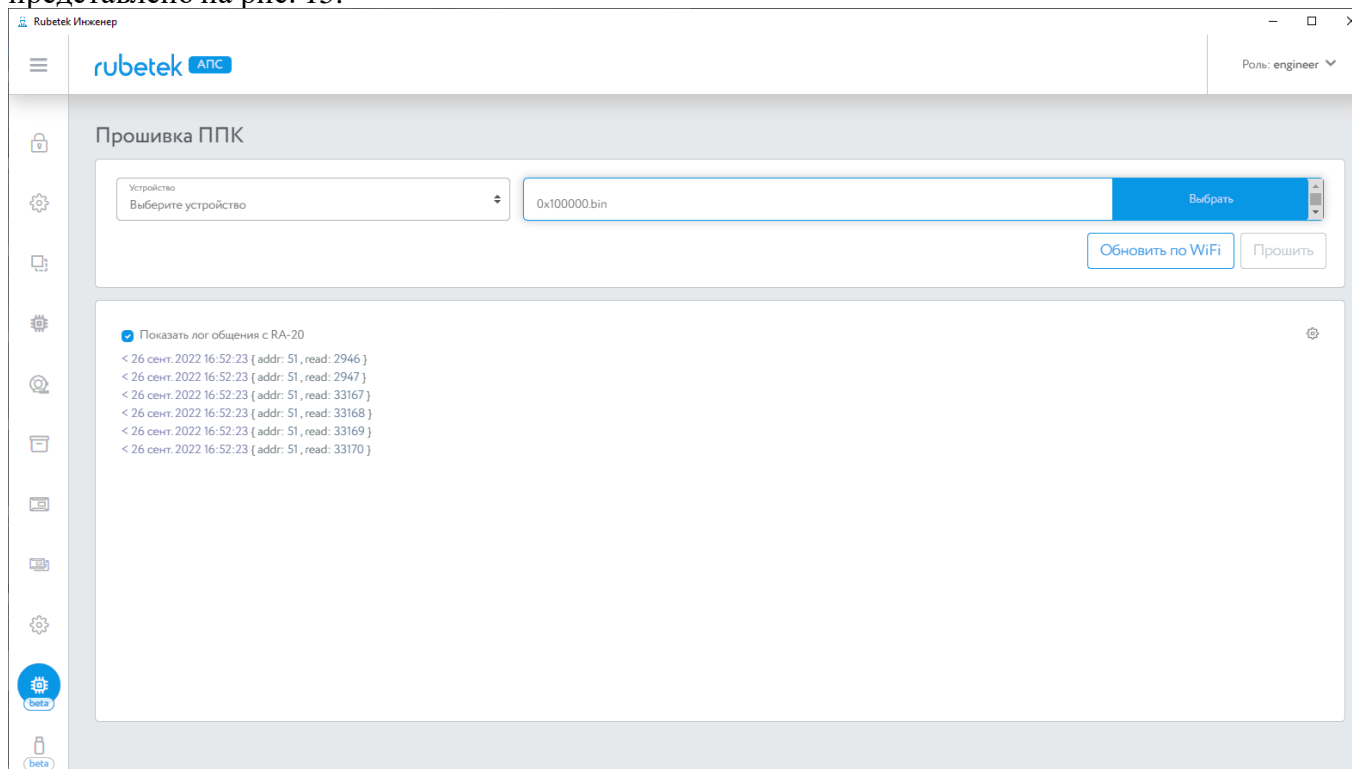 представлено на рис. 15.
Rubetek Инженер
rubetek АПС
Роль: engineer
Прошивка ППК
Устройство
Выберите устройство
0x100000.bin
Выбрать
Обновить по WiFi
Прошить
Показать лог общения с RA-20
< 26 сент. 2022 16:52:23 { addr: 51 , read: 2946 }
< 26 сент. 2022 16:52:23 { addr: 51 , read: 2947 }
< 26 сент. 2022 16:52:23 { addr: 51 , read: 33167 }
< 26 сент. 2022 16:52:23 { addr: 51 , read: 33168 }
< 26 сент. 2022 16:52:23 { addr: 51 , read: 33169 }
< 26 сент. 2022 16:52:23 { addr: 51 , read: 33170 }
beta
beta